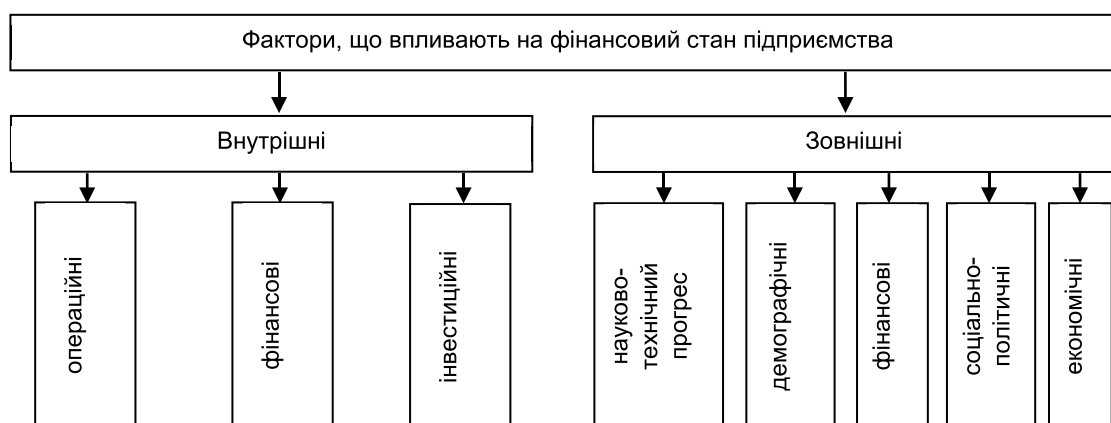 Фактори, що впливають на фінансовий стан підприємства
Внутрішні
Зовнішні
операційні
фінансові
інвестиційні
науково-
технічний
прогрес
демографічні
фінансові
соціально-
політичні
економічні